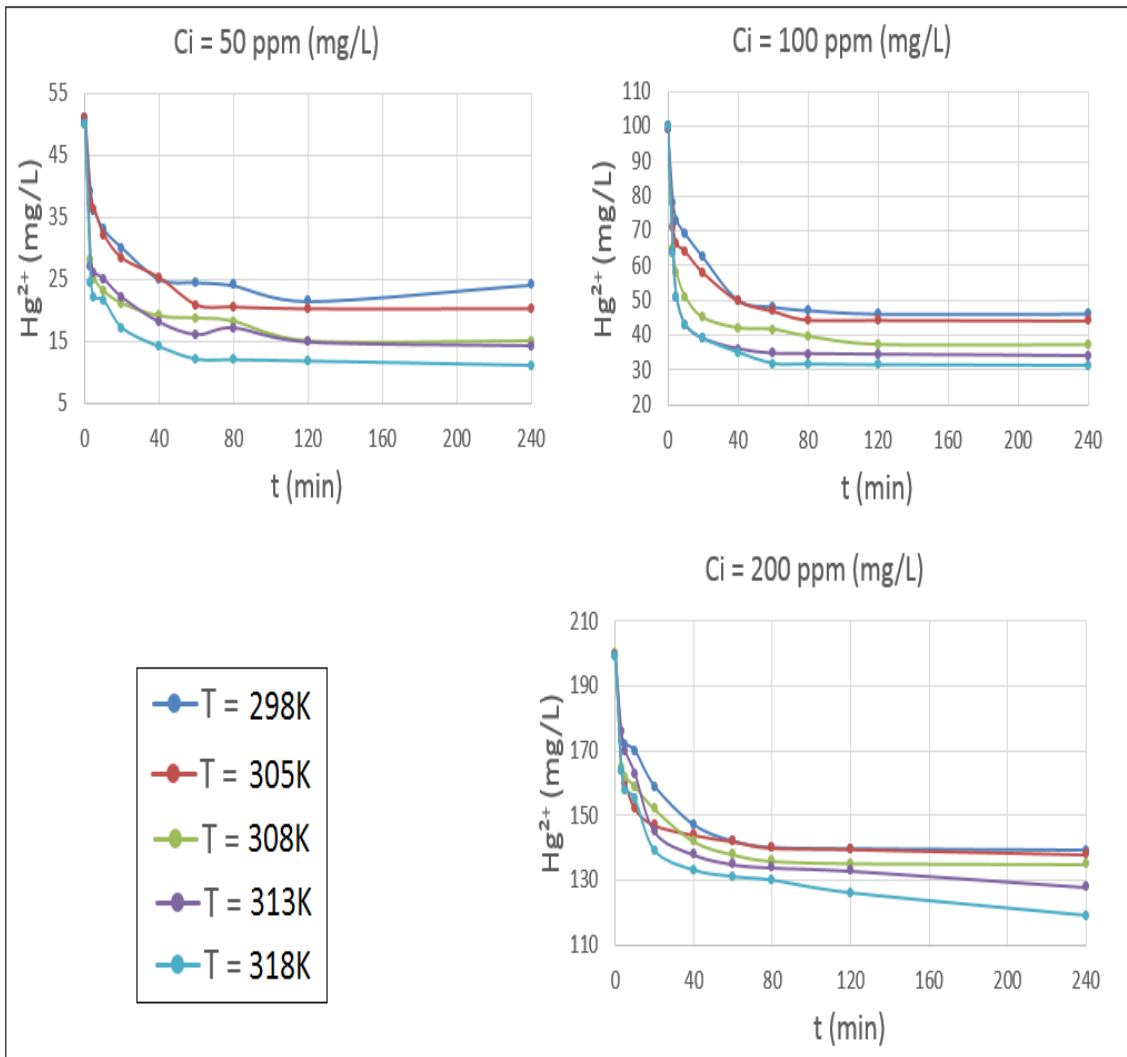 Ci = 50 ppm (mg/L)
Hg²⁺ (mg/L)
55
45
35
25
15
5
0 40 80 120 160 200 240
t (min)
Ci = 100 ppm (mg/L)
Hg²⁺ (mg/L)
110
100
90
80
70
60
50
40
30
20
0 40 80 120 160 200 240
t (min)
T = 298K
T = 305K
T = 308K
T = 313K
T = 318K
Ci = 200 ppm (mg/L)
Hg²⁺ (mg/L)
210
190
170
150
130
110
0 40 80 120 160 200 240
t (min)